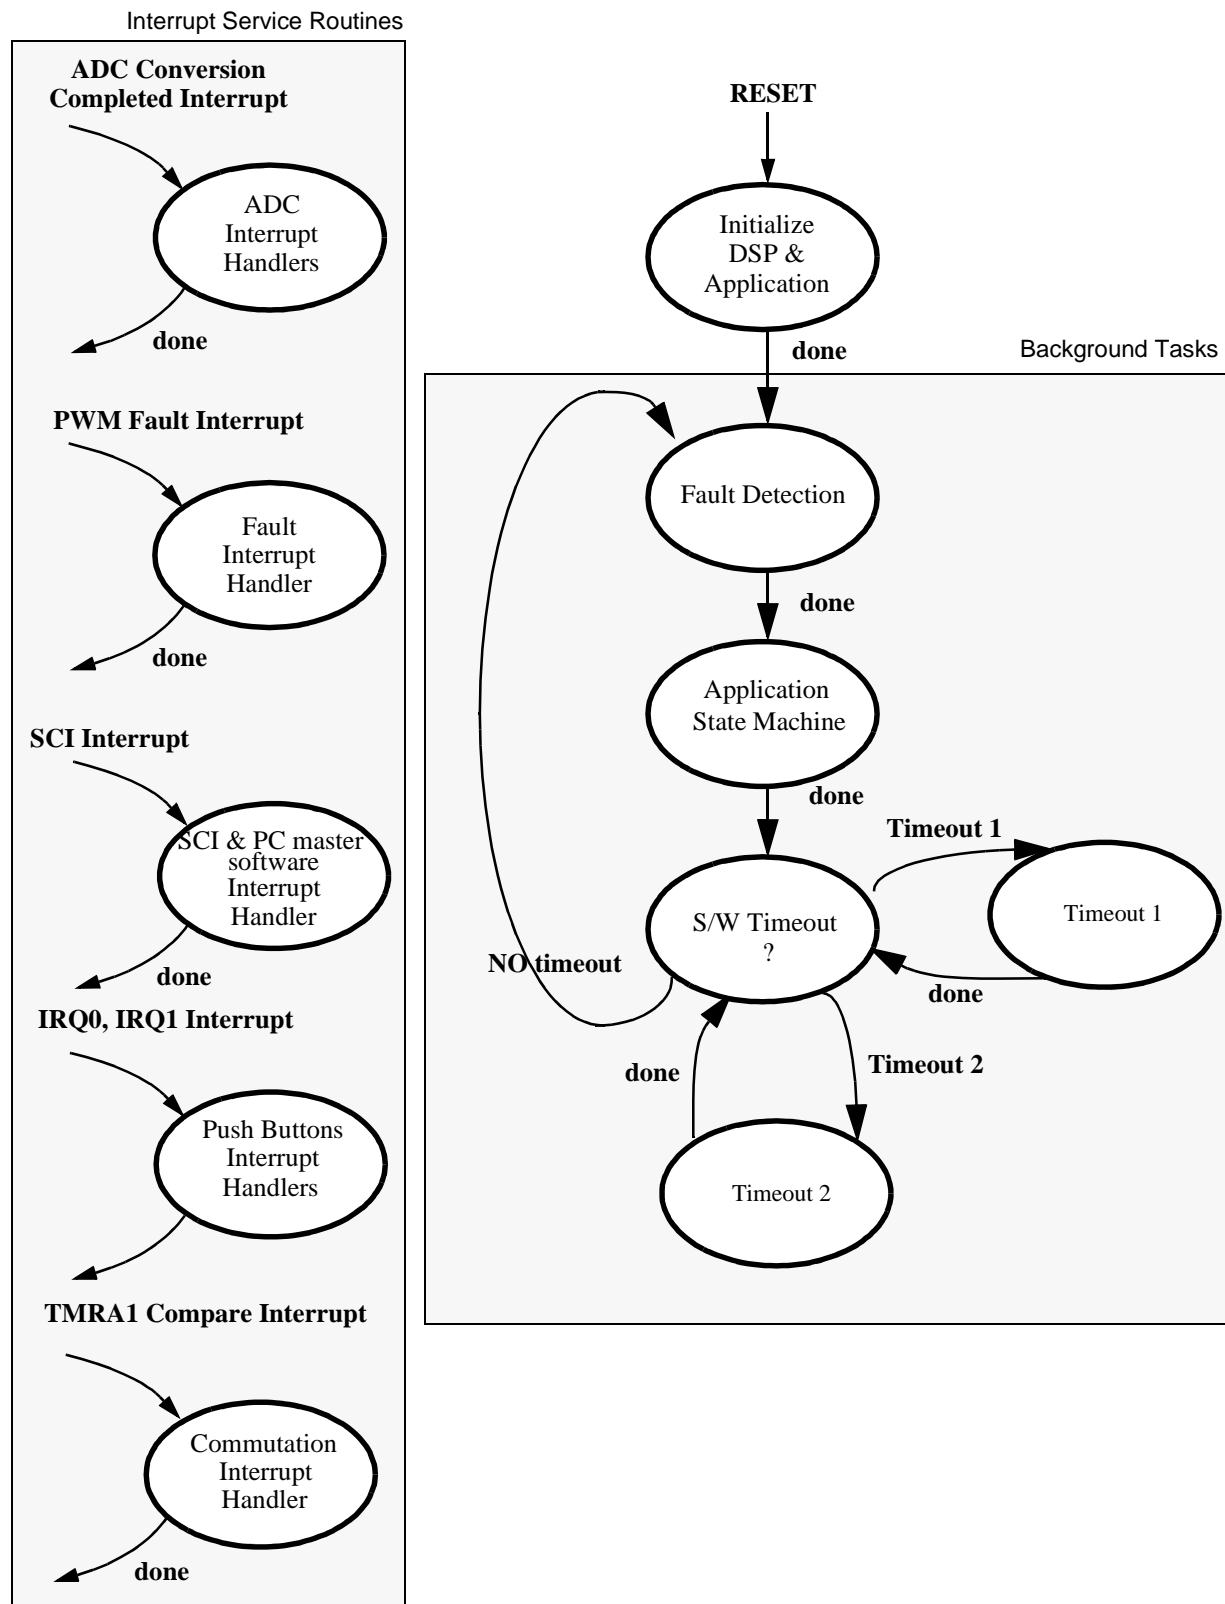 Interrupt Service Routines
ADC Conversion
Completed Interrupt
ADC
Interrupt
Handlers
done
PWM Fault Interrupt
Fault
Interrupt
Handler
done
SCI Interrupt
SCI & PC master
software
Interrupt
Handler
done
IRQ0, IRQ1 Interrupt
Push Buttons
Interrupt
Handlers
TMRA1 Compare Interrupt
Commutation
Interrupt
Handler
done
RESET
Initialize
DSP &
Application
done
Background Tasks
Fault Detection
done
Application
State Machine
done
Timeout 1
S/W Timeout
?
Timeout 1
NO timeout
done
done
Timeout 2
Timeout 2